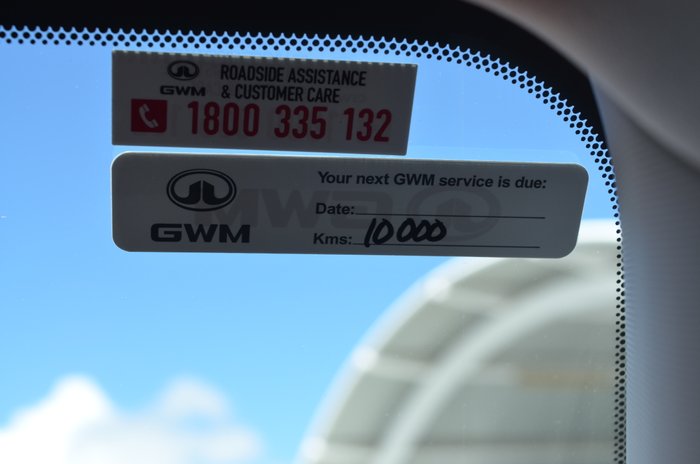 GWM
ROADSIDE ASSISTANCE
& CUSTOMER CARE
1800 335 132
GWM
Your next GWM service is due:
Date:
Kms: 10000